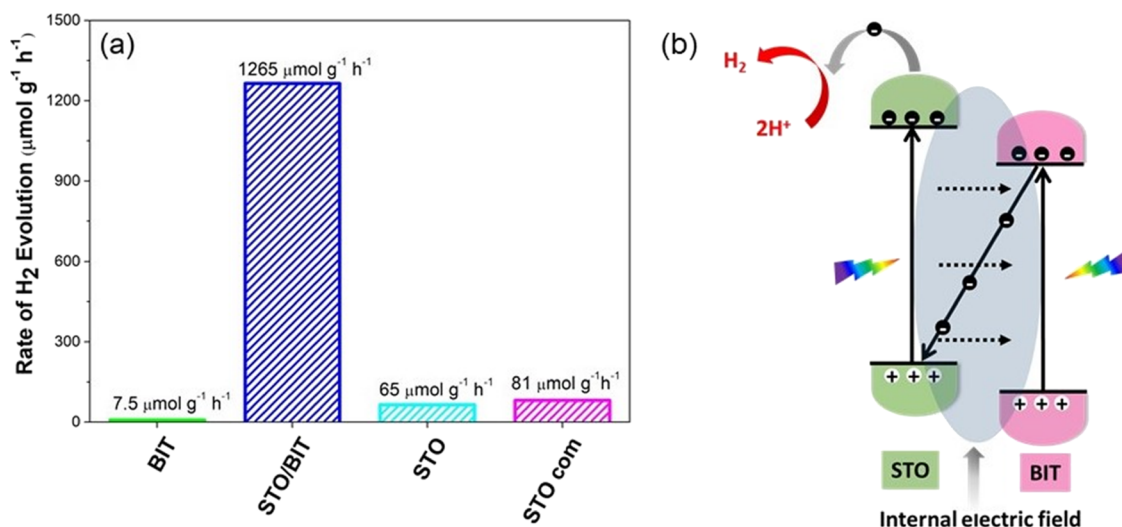 (a)
Rate of H₂ Evolution (μmol g⁻¹ h⁻¹)
1500
1200
900
600
300
0
7.5 μmol g⁻¹ h⁻¹
1265 μmol g⁻¹ h⁻¹
65 μmol g⁻¹ h⁻¹
81 μmol g⁻¹h⁻¹
BIT
STO/BIT
STO
STO com
(b)
H₂
2H⁺
STO
BIT
Internal electric field